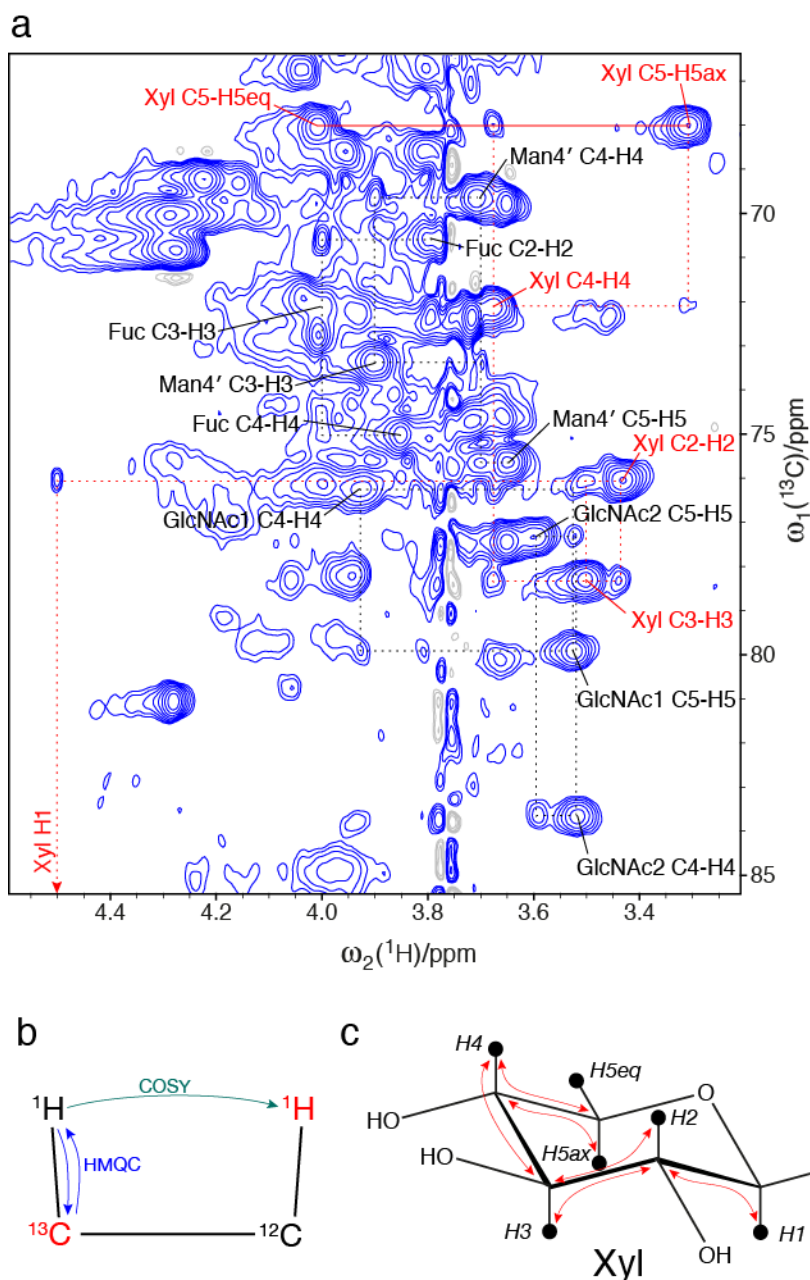 a
Xyl C5-H5ax
Xyl C5-H5eq
Man4′ C4-H4
70
Fuc C2-H2
Xyl C4-H4
Fuc C3-H3
Man4′ C3-H3
Fuc C4-H4
Man4′ C5-H5
75
Xyl C2-H2
GlcNAc1 C4-H4
GlcNAc2 C5-H5
Xyl C3-H3
80
GlcNAc1 C5-H5
Xyl H1
GlcNAc2 C4-H4
85
ω₁(¹³C)/ppm
4.4 4.2 4.0 3.8 3.6 3.4
ω₂(¹H)/ppm
b
COSY
¹H ¹H
HMQC
¹³C ¹²C
c
H4
H5eq
O
HO
H2
HO
H5ax
H3
OH
H1
Xyl